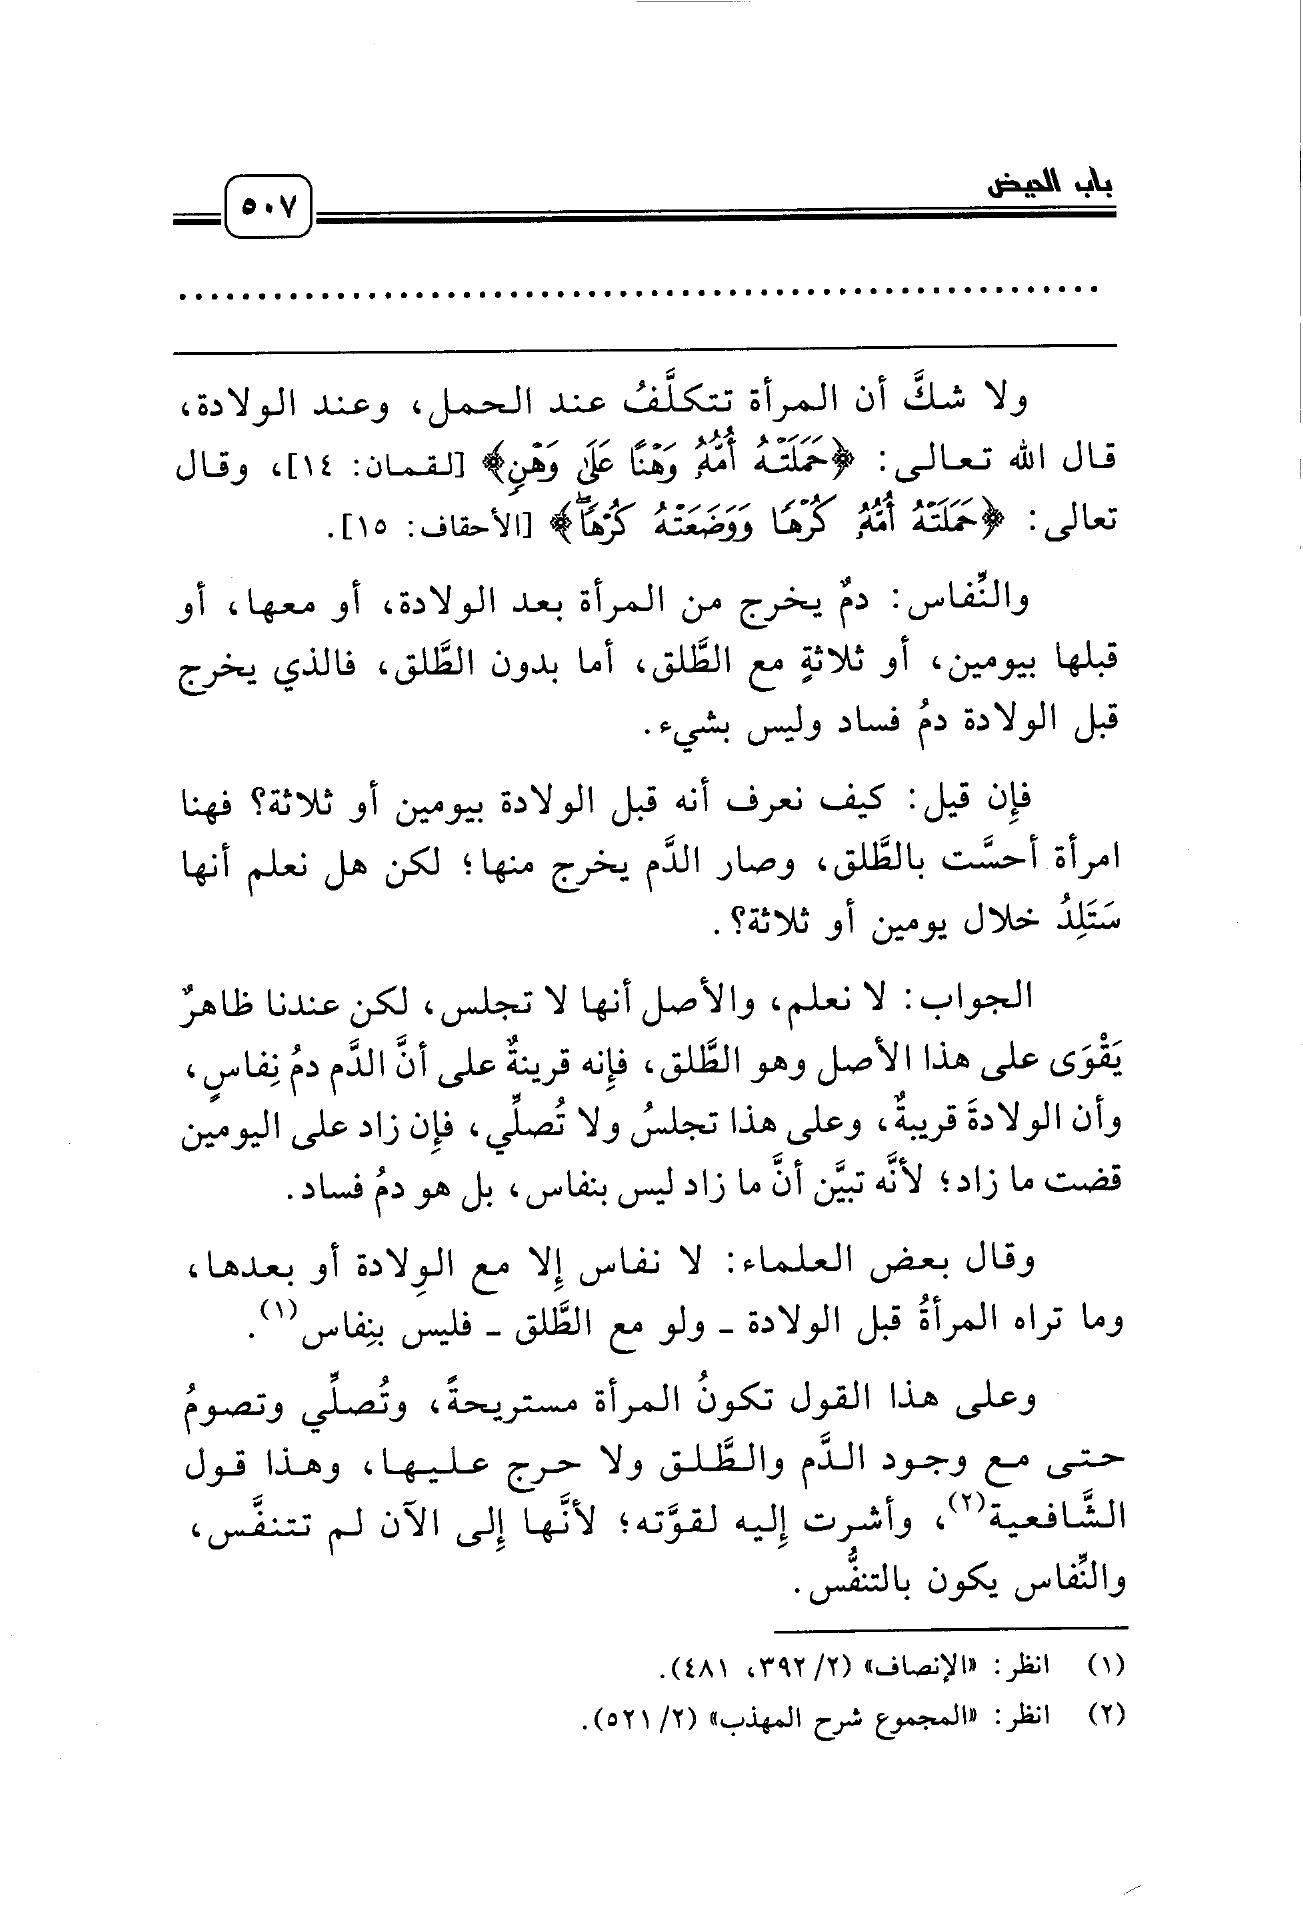 باب الحيض
٥٠٧
ولا شكَّ أن المرأة تتكلَّفُ عند الحمل، وعند الولادة،
قال الله تعالى: ﴿حَمَلَتْهُ أُمُّهُ وَهْنًا عَلَىٰ وَهْنٍ﴾ [لقمان: ١٤]، وقال
تعالى: ﴿حَمَلَتْهُ أُمُّهُ كُرْهًا وَوَضَعَتْهُ كُرْهًاۖ﴾ [الأحقاف: ١٥].
والنِّفاس: دمٌ يخرج من المرأة بعد الولادة، أو معها، أو
قبلها بيومين، أو ثلاثةٍ مع الطَّلق، أما بدون الطَّلق، فالذي يخرج
قبل الولادة دمُ فساد وليس بشيء.
فإن قيل: كيف نعرف أنه قبل الولادة بيومين أو ثلاثة؟ فهنا
امرأة أحسَّت بالطَّلق، وصار الدَّم يخرج منها؛ لكن هل نعلم أنها
سَتَلِدُ خلال يومين أو ثلاثة؟.
الجواب: لا نعلم، والأصل أنها لا تجلس، لكن عندنا ظاهرٌ
يَقْوَى على هذا الأصل وهو الطَّلق، فإنه قرينةٌ على أنَّ الدَّم دمُ نِفاسٍ،
وأن الولادةَ قريبةٌ، وعلى هذا تجلسُ ولا تُصلِّي، فإن زاد على اليومين
قضت ما زاد؛ لأنَّه تبيَّن أنَّ ما زاد ليس بنفاس، بل هو دمُ فساد.
وقال بعض العلماء: لا نفاس إلا مع الوِلادة أو بعدها،
وما تراه المرأةُ قبل الولادة ـ ولو مع الطَّلق ـ فليس بنِفاس(١).
وعلى هذا القول تكونُ المرأة مستريحةً، وتُصلِّي وتصومُ
حتى مع وجود الدَّم والطَّلق ولا حرج عليها، وهذا قول
الشَّافعية(٢)، وأشرت إليه لقوَّته؛ لأنَّها إلى الآن لم تتنفَّس،
والنِّفاس يكون بالتنفُّس.
(١) انظر: «الإنصاف» (٢/ ٣٩٢، ٤٨١).
(٢) انظر: «المجموع شرح المهذب» (٢/ ٥٢١).